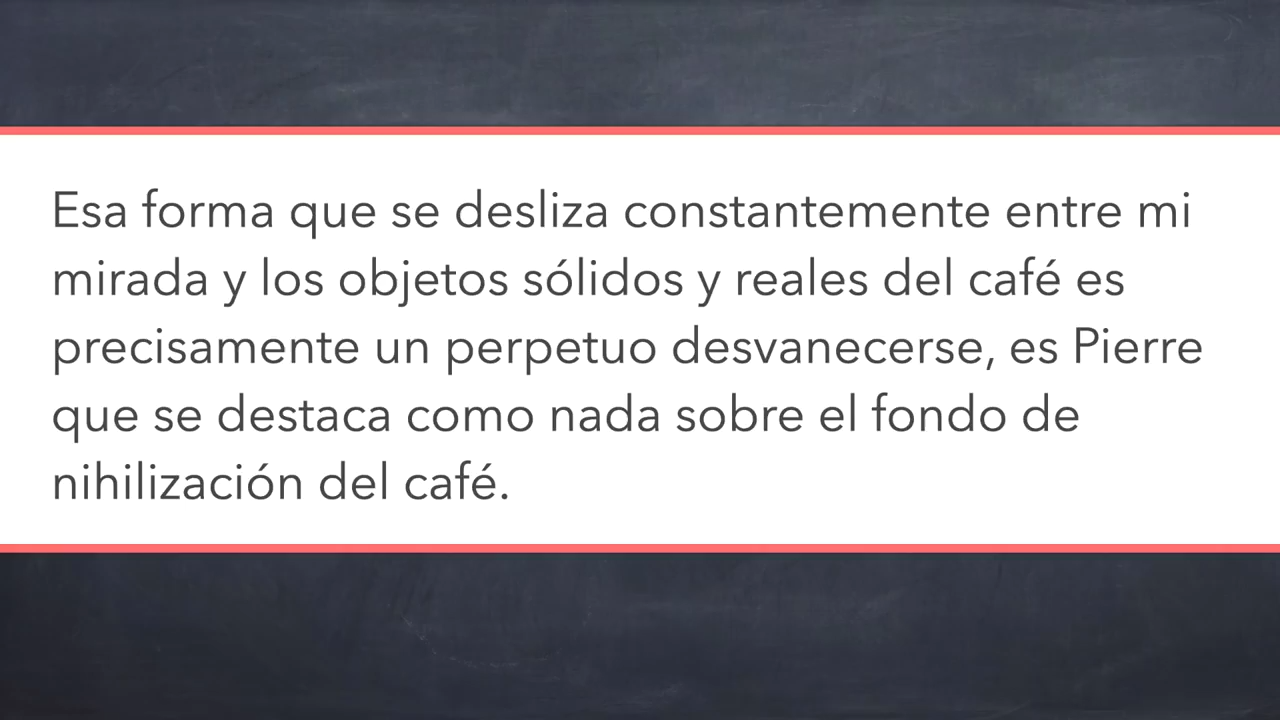 Esa forma que se desliza constantemente entre mi
mirada y los objetos sólidos y reales del café es
precisamente un perpetuo desvanecerse, es Pierre
que se destaca como nada sobre el fondo de
nihilización del café.